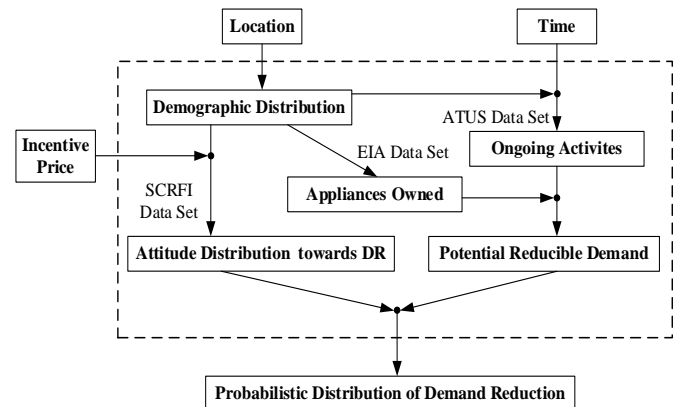 Location
Time
Demographic Distribution
ATUS Data Set
Incentive
Price
EIA Data Set
Ongoing Activites
SCRFI
Data Set
Appliances Owned
Attitude Distribution towards DR
Potential Reducible Demand
Probabilistic Distribution of Demand Reduction